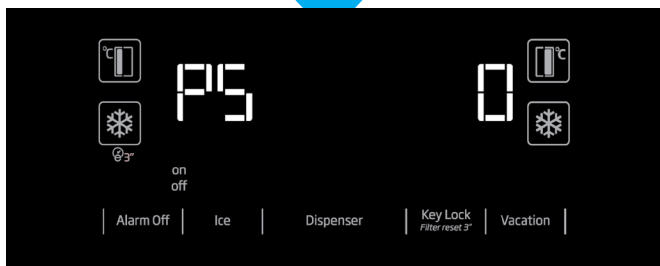 °C
°C
PS 0
3"
on
off
Alarm Off Ice Dispenser Key Lock Vacation
Filter reset 3"